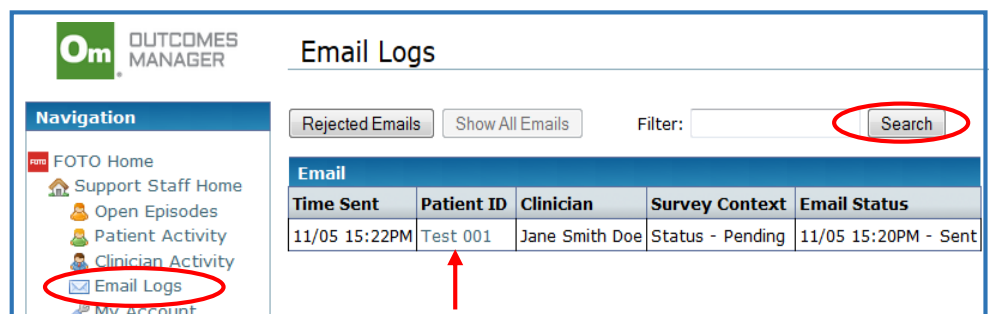 Om OUTCOMES MANAGER
Email Logs
Navigation
FOTO Home
Support Staff Home
Open Episodes
Patient Activity
Clinician Activity
Email Logs
My Account
Rejected Emails Show All Emails Filter: Search
Email
Time Sent Patient ID Clinician Survey Context Email Status
11/05 15:22PM Test 001 Jane Smith Doe Status - Pending 11/05 15:20PM - Sent